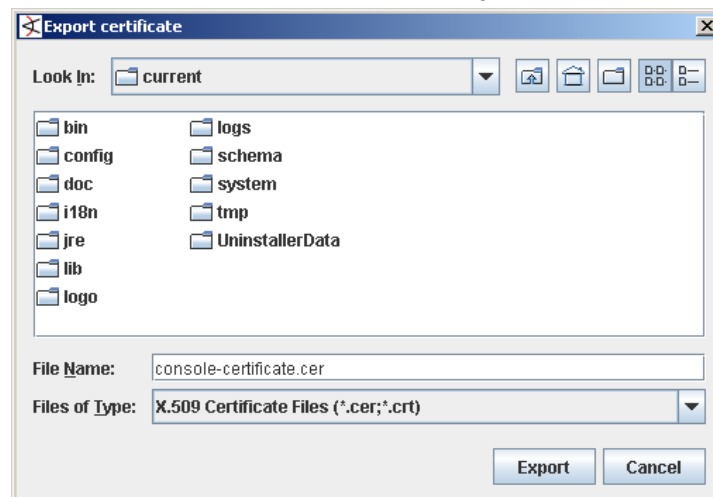 Export certificate
Look In: current
bin logs
config schema
doc system
i18n tmp
jre UninstallerData
lib
logo
File Name: console-certificate.cer
Files of Type: X.509 Certificate Files (*.cer;*.crt)
Export Cancel